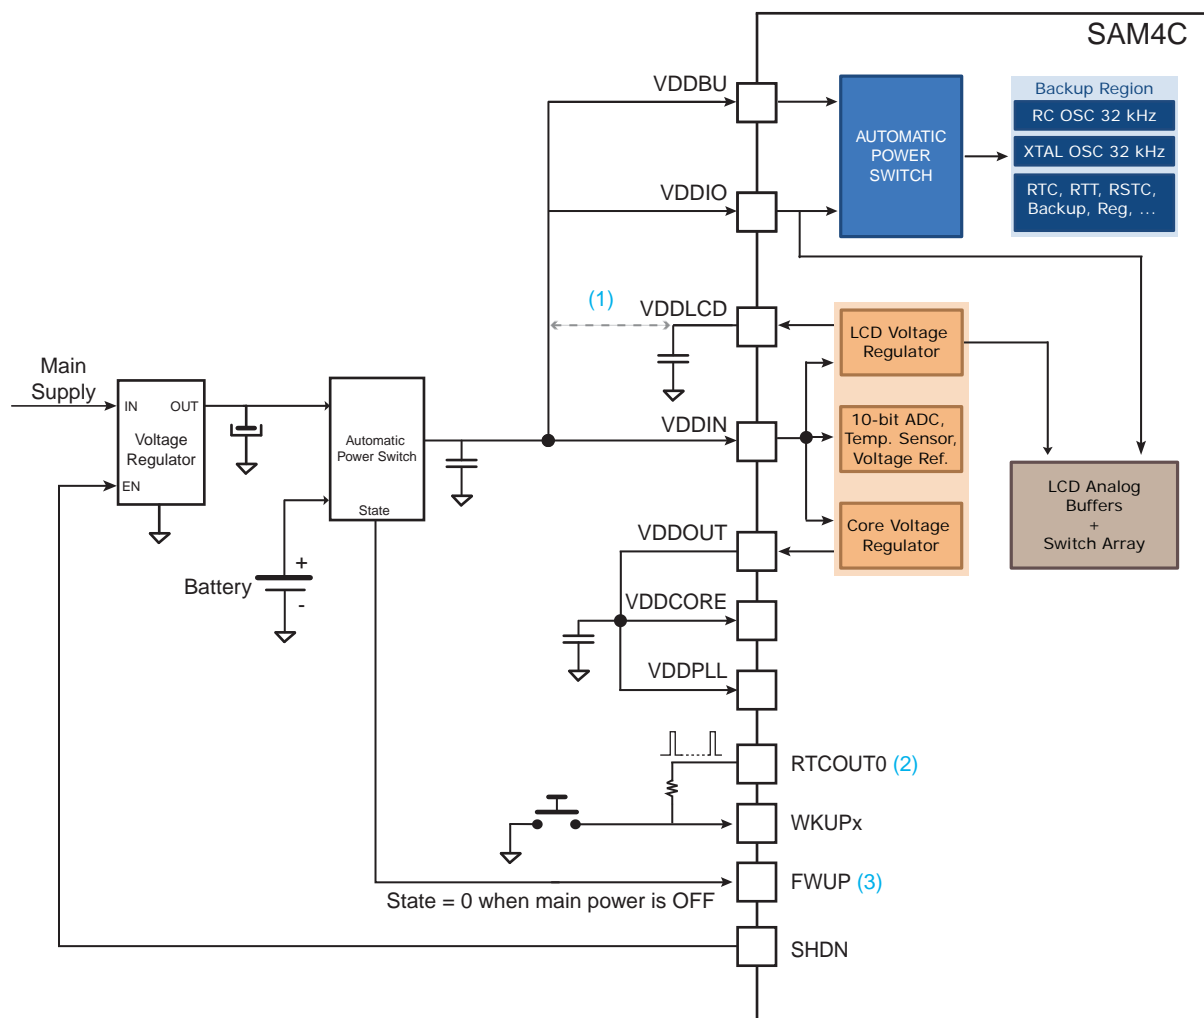 SAM4C
VDDBU
AUTOMATIC
POWER
SWITCH
Backup Region
RC OSC 32 kHz
XTAL OSC 32 kHz
RTC, RTT, RSTC,
Backup, Reg, ...
VDDIO
(1)
VDDLCD
LCD Voltage
Regulator
Main
Supply
IN
OUT
Voltage
Regulator
EN
Automatic
Power Switch
State
VDDIN
10-bit ADC,
Temp. Sensor,
Voltage Ref.
LCD Analog
Buffers
+
Switch Array
VDDOUT
Core Voltage
Regulator
Battery
+
-
VDDCORE
VDDPLL
RTCOUT0 (2)
WKUPx
FWUP (3)
State = 0 when main power is OFF
SHDN